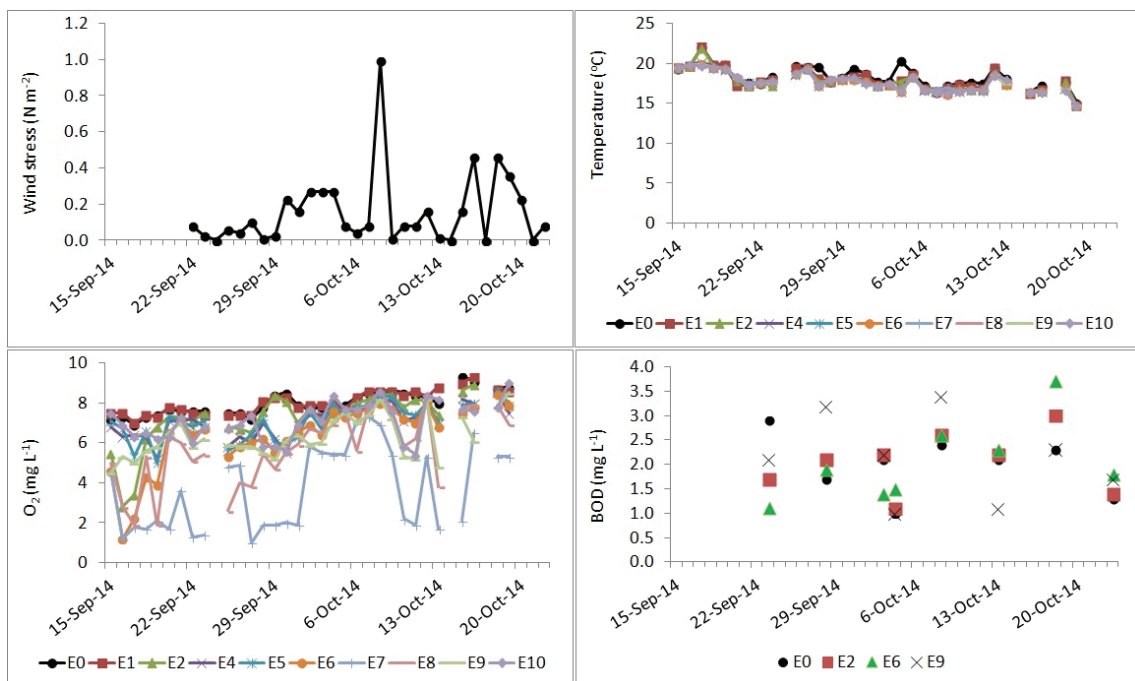 Wind stress (N m-2)
1.2
1.0
0.8
0.6
0.4
0.2
0.0
15-Sep-14
22-Sep-14
29-Sep-14
6-Oct-14
13-Oct-14
20-Oct-14
Temperature (ºC)
25
20
15
10
5
0
15-Sep-14
22-Sep-14
29-Sep-14
6-Oct-14
13-Oct-14
20-Oct-14
E0 E1 E2 E4 E5 E6 E7 E8 E9 E10
O2 (mg L-1)
10
8
6
4
2
0
15-Sep-14
22-Sep-14
29-Sep-14
6-Oct-14
13-Oct-14
20-Oct-14
E0 E1 E2 E4 E5 E6 E7 E8 E9 E10
BOD (mg L-1)
4.0
3.5
3.0
2.5
2.0
1.5
1.0
0.5
0.0
15-Sep-14
22-Sep-14
29-Sep-14
6-Oct-14
13-Oct-14
20-Oct-14
E0 E2 E6 E9